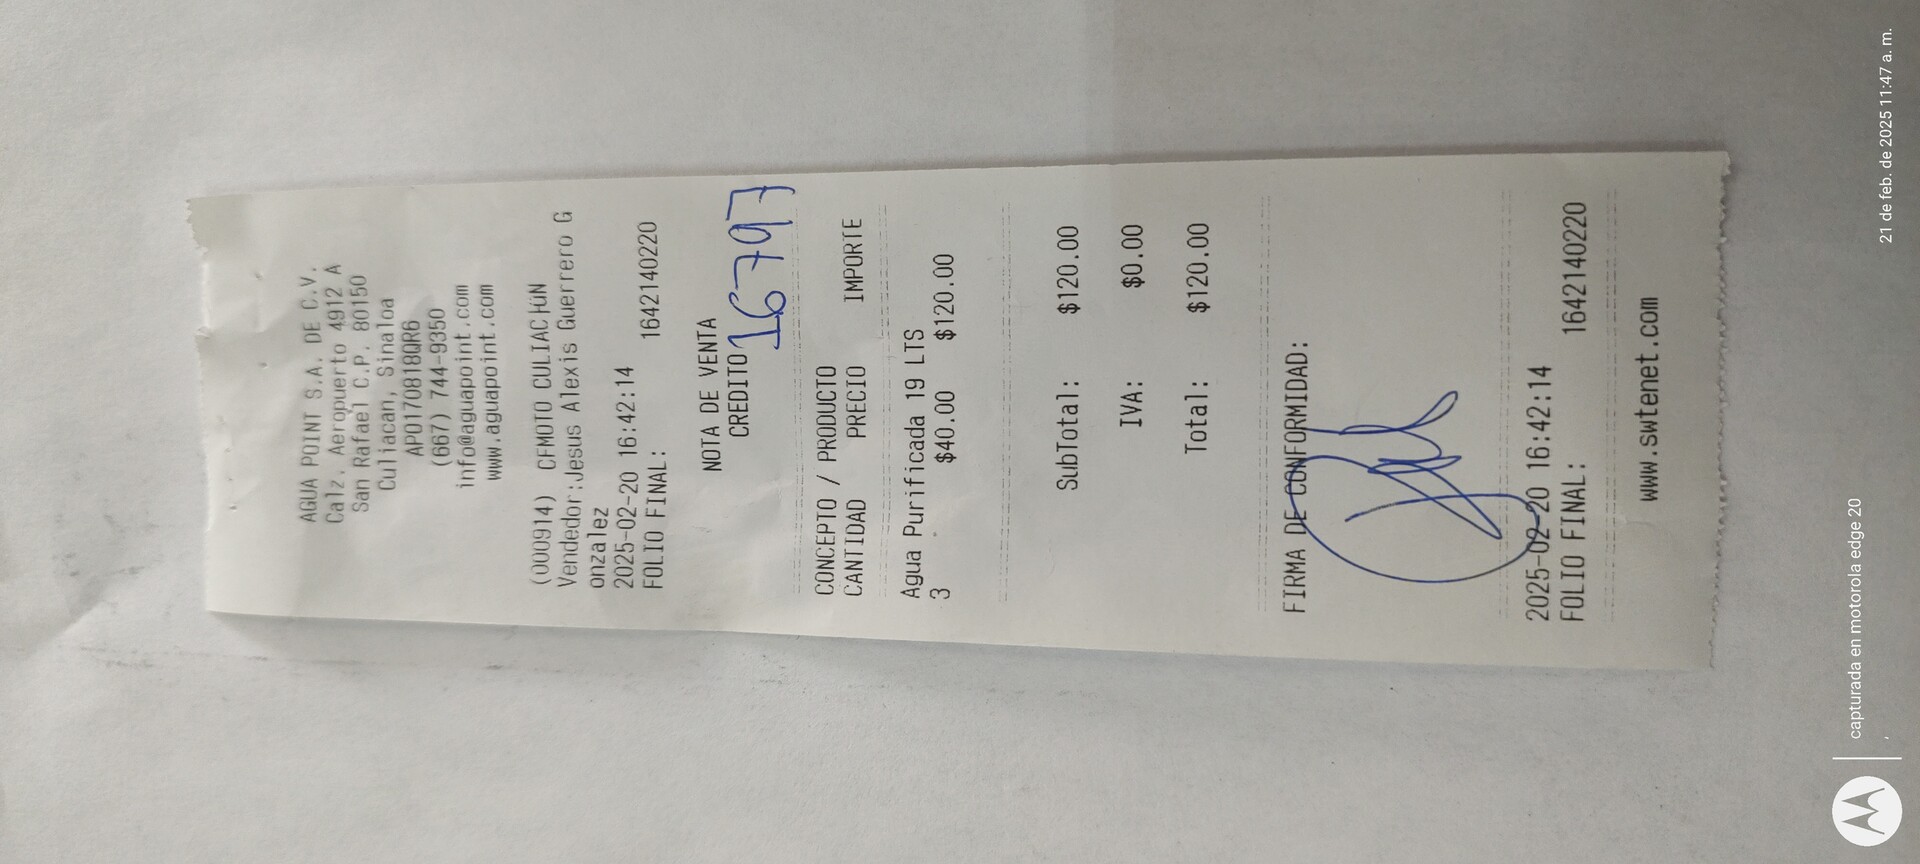 AGUA POINT S.A. DE C.V.
Calz. Aeropuerto 4912 A
San Rafael C.P. 80150
Culiacan, Sinaloa
APO170818QR6
(667) 744-9350
info@aguapoint.com
www.aguapoint.com
(000914) CFMOTO CULIACHúN
Vendedor:Jesus Alexis Guerrero G
onzalez
2025-02-20 16:42:14
FOLIO FINAL: 1642140220
NOTA DE VENTA
CREDITO 16797
CONCEPTO / PRODUCTO
CANTIDAD PRECIO IMPORTE
Agua Purificada 19 LTS
3 $40.00 $120.00
SubTotal: $120.00
IVA: $0.00
Total: $120.00
FIRMA DE CONFORMIDAD:
2025-02-20 16:42:14
FOLIO FINAL: 1642140220
www.swtenet.com
capturada en motorola edge 20
,
21 de feb. de 2025 11:47 a. m.